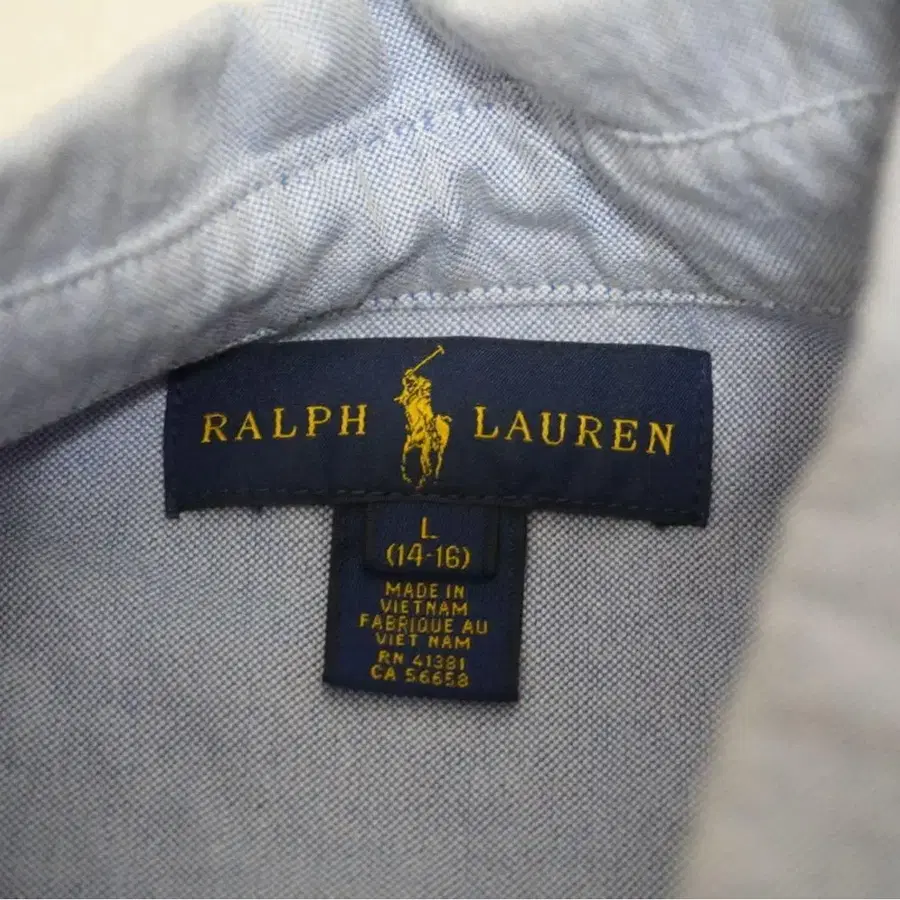 RALPH LAUREN
L
(14-16)
MADE IN
VIETNAM
FABRIQUE AU
VIET NAM
RN 41381
CA 56658